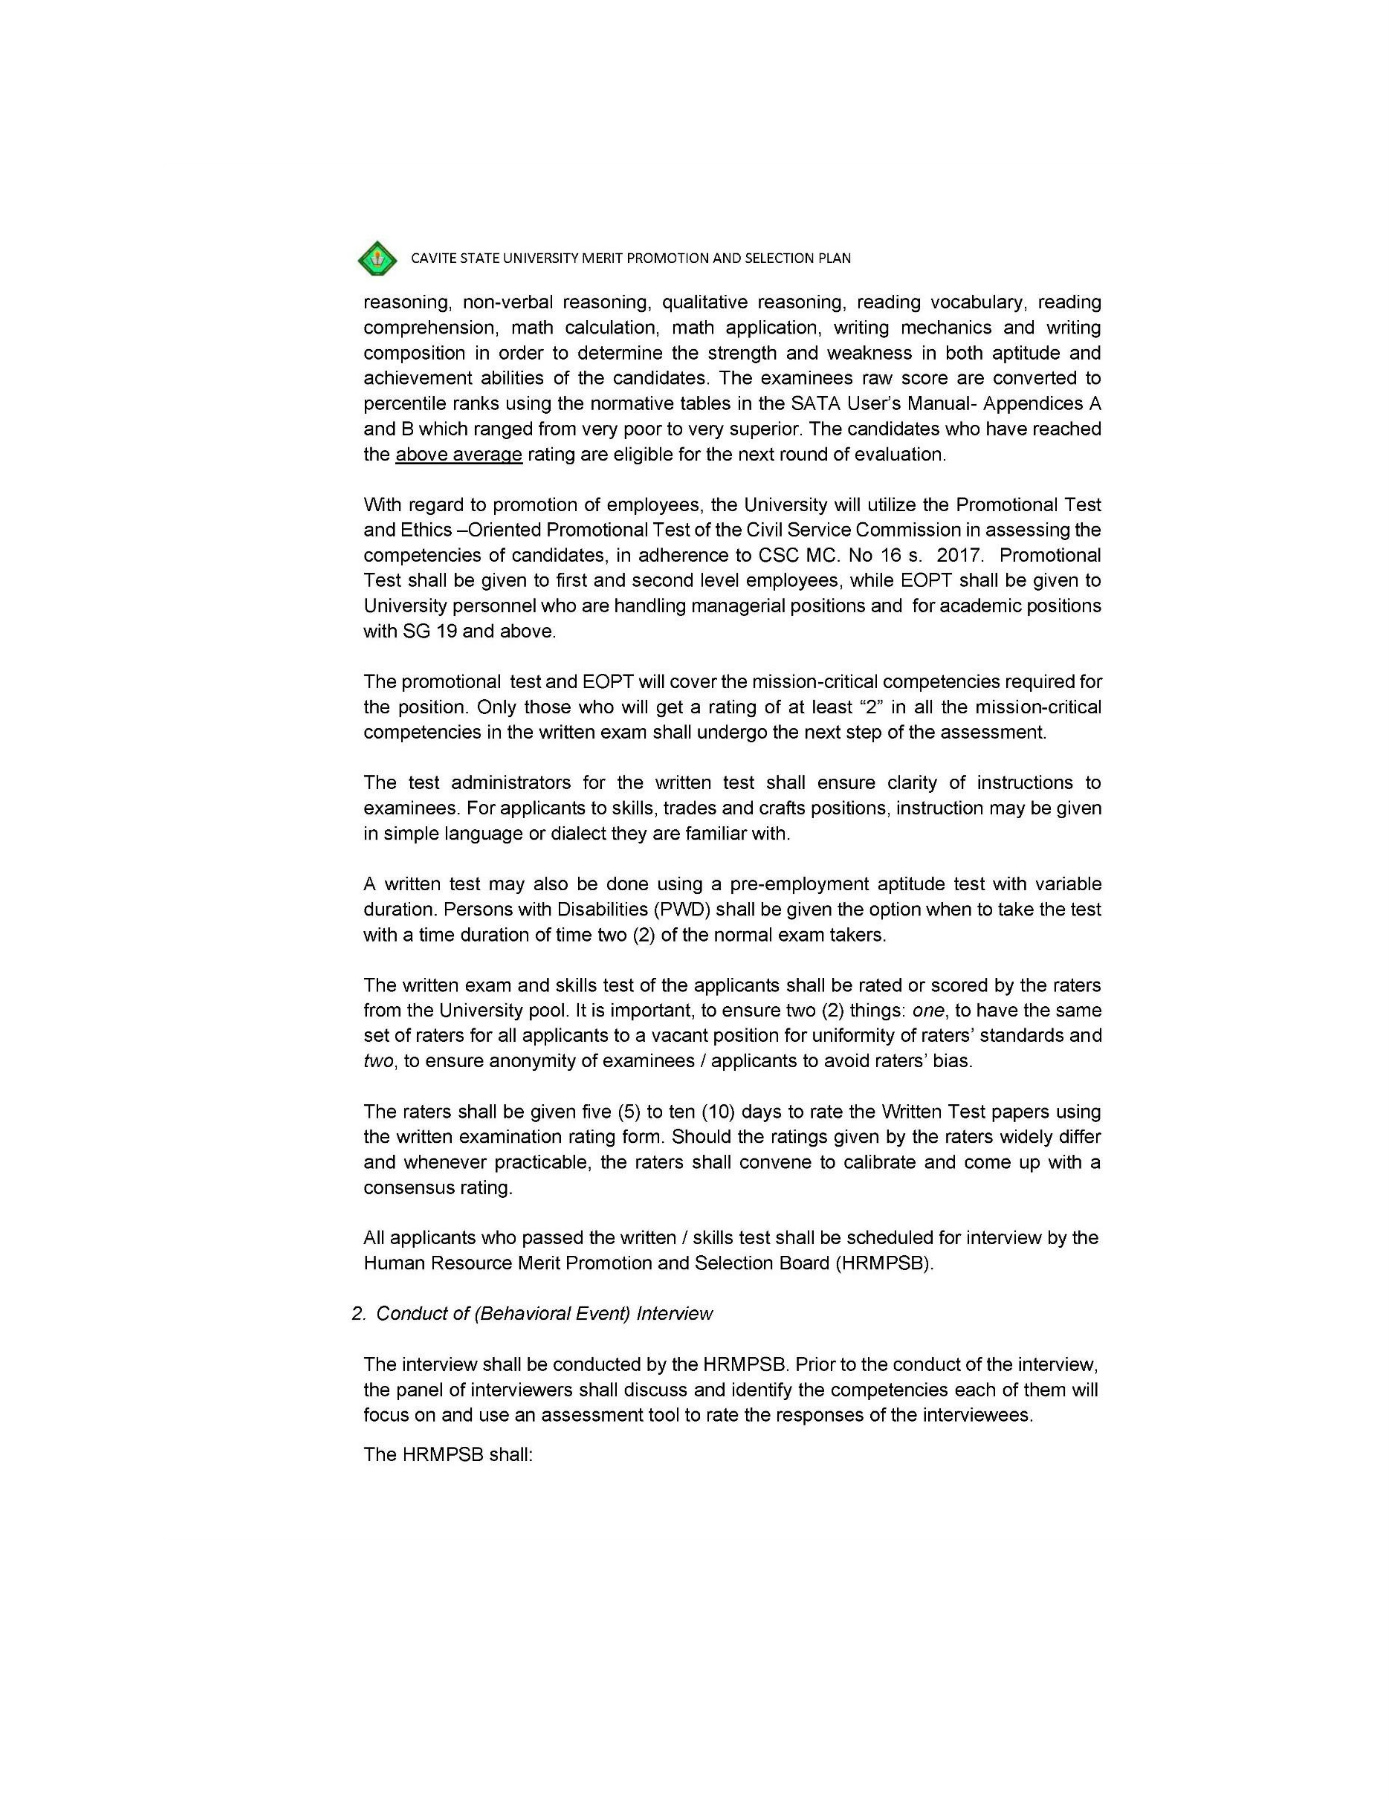 CAVITE STATE UNIVERSITY MERIT PROMOTION AND SELECTION PLAN
reasoning, non-verbal reasoning, qualitative reasoning, reading vocabulary, reading
comprehension, math calculation, math application, writing mechanics and writing
composition in order to determine the strength and weakness in both aptitude and
achievement abilities of the candidates. The examinees raw score are converted to
percentile ranks using the normative tables in the SATA User's Manual- Appendices A
and B which ranged from very poor to very superior. The candidates who have reached
the above average rating are eligible for the next round of evaluation.
With regard to promotion of employees, the University will utilize the Promotional Test
and Ethics –Oriented Promotional Test of the Civil Service Commission in assessing the
competencies of candidates, in adherence to CSC MC. No 16 s. 2017. Promotional
Test shall be given to first and second level employees, while EOPT shall be given to
University personnel who are handling managerial positions and for academic positions
with SG 19 and above.
The promotional test and EOPT will cover the mission-critical competencies required for
the position. Only those who will get a rating of at least “2” in all the mission-critical
competencies in the written exam shall undergo the next step of the assessment.
The test administrators for the written test shall ensure clarity of instructions to
examinees. For applicants to skills, trades and crafts positions, instruction may be given
in simple language or dialect they are familiar with.
A written test may also be done using a pre-employment aptitude test with variable
duration. Persons with Disabilities (PWD) shall be given the option when to take the test
with a time duration of time two (2) of the normal exam takers.
The written exam and skills test of the applicants shall be rated or scored by the raters
from the University pool. It is important, to ensure two (2) things: one, to have the same
set of raters for all applicants to a vacant position for uniformity of raters’ standards and
two, to ensure anonymity of examinees / applicants to avoid raters’ bias.
The raters shall be given five (5) to ten (10) days to rate the Written Test papers using
the written examination rating form. Should the ratings given by the raters widely differ
and whenever practicable, the raters shall convene to calibrate and come up with a
consensus rating.
All applicants who passed the written / skills test shall be scheduled for interview by the
Human Resource Merit Promotion and Selection Board (HRMPSB).
2. Conduct of (Behavioral Event) Interview
The interview shall be conducted by the HRMPSB. Prior to the conduct of the interview,
the panel of interviewers shall discuss and identify the competencies each of them will
focus on and use an assessment tool to rate the responses of the interviewees.
The HRMPSB shall: